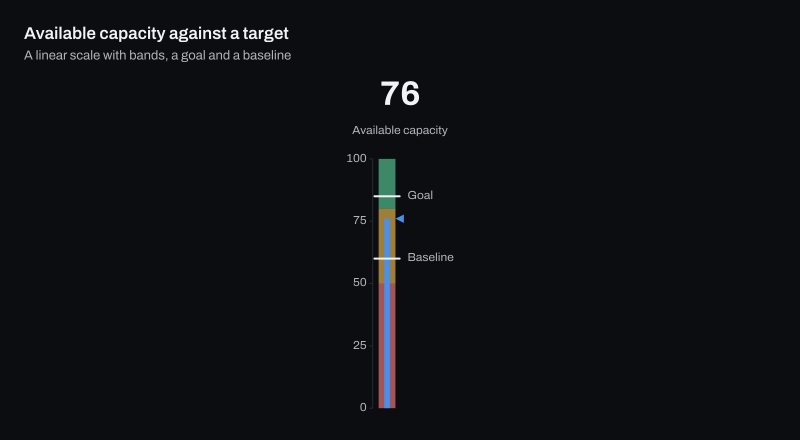 Available capacity against a target
A linear scale with bands, a goal and a baseline
76
Available capacity
100
Goal
75
Baseline
50
25
0